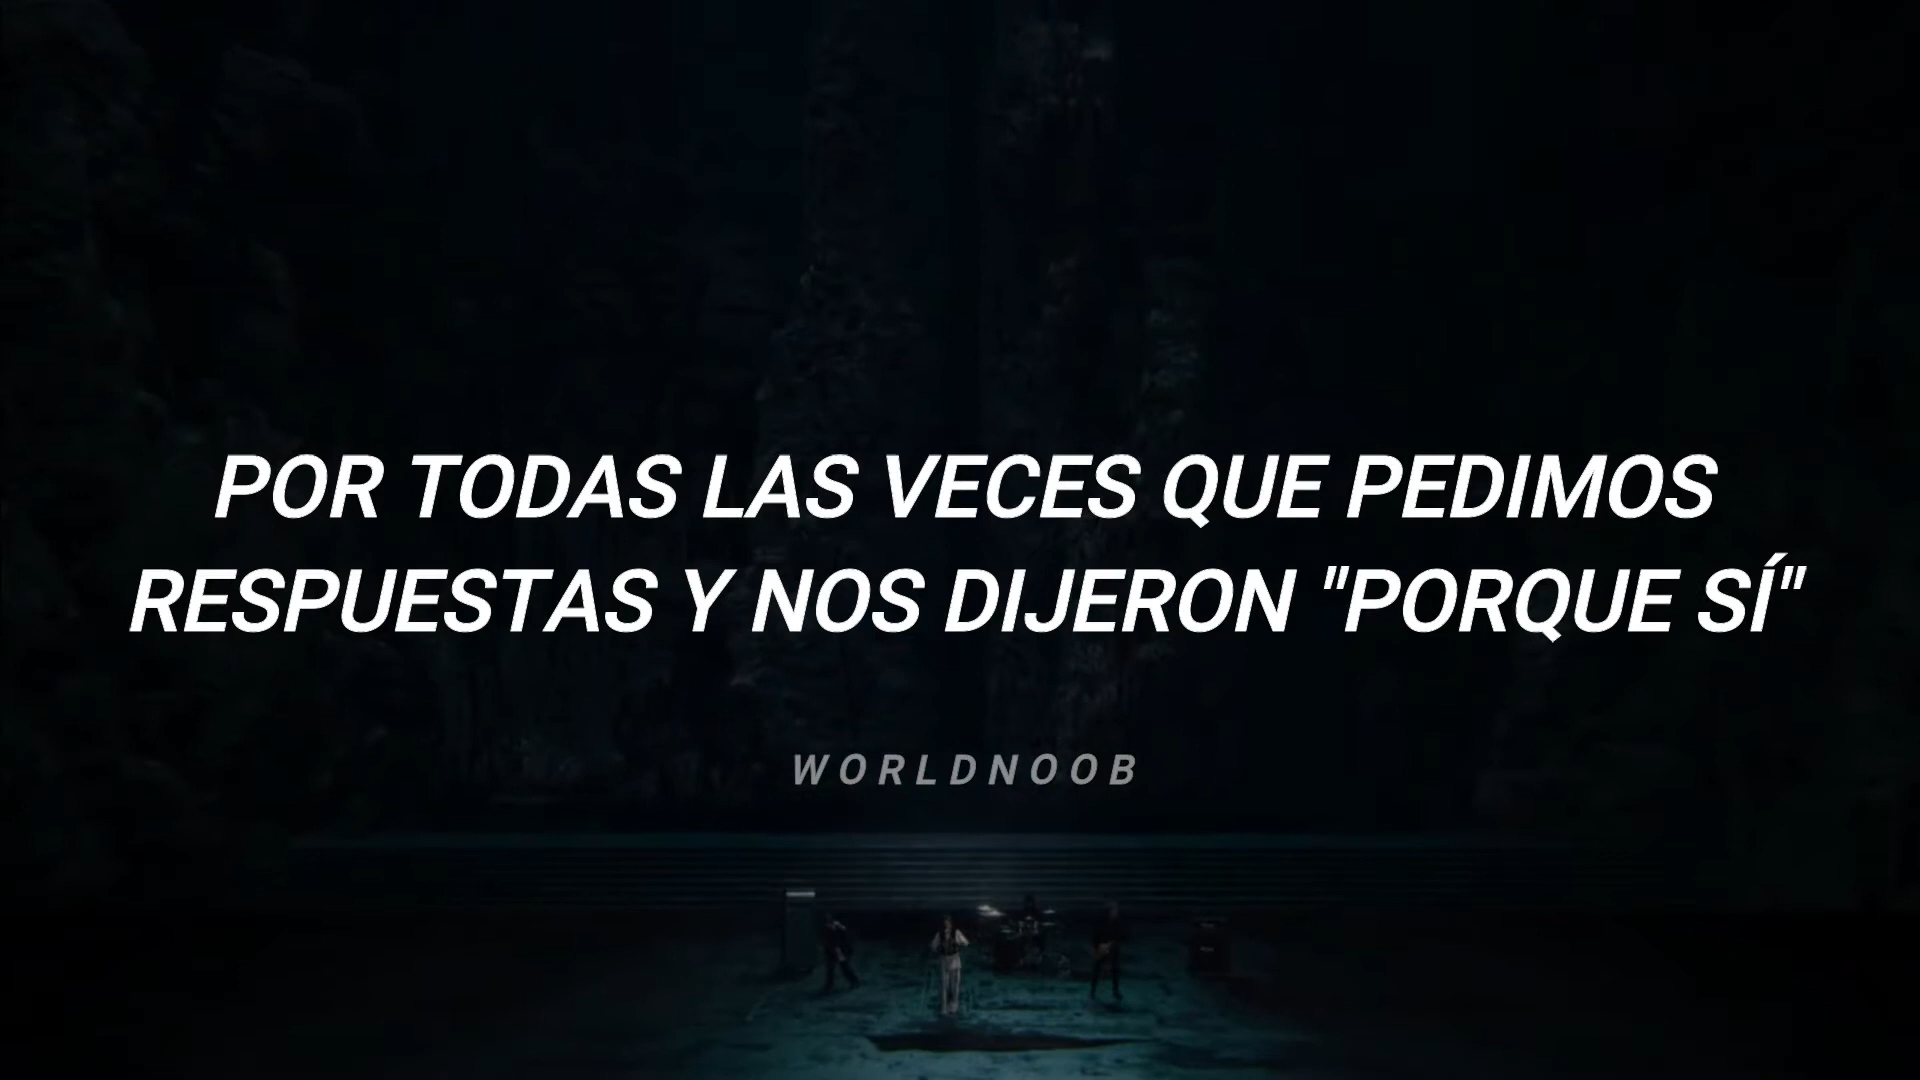 POR TODAS LAS VECES QUE PEDIMOS
RESPUESTAS Y NOS DIJERON "PORQUE SÍ"
WORLDNOOB